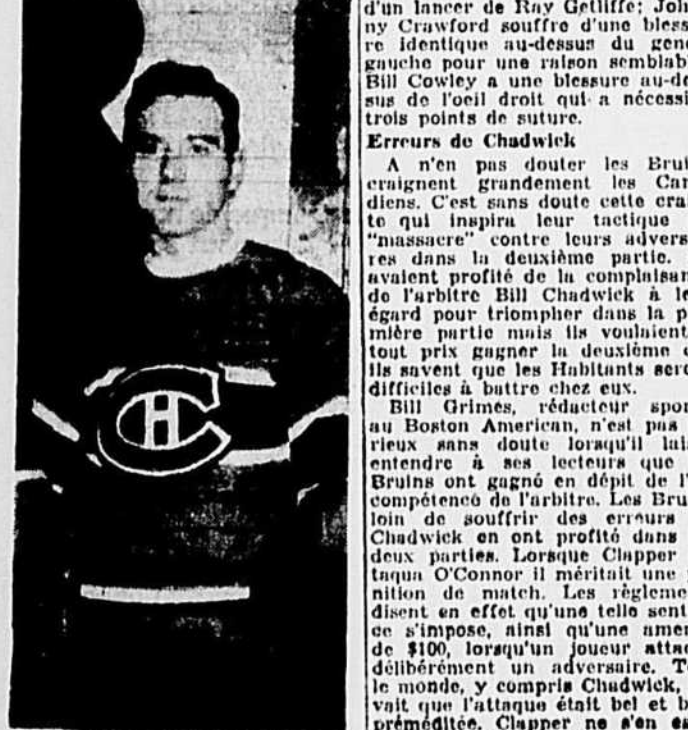 d'un lancer de Ray Getliffe; John
ny Crawford souffre d'une bless
re identique au-dessus du geno
gauche pour une raison semblab
Bill Cowley a une blessure au-de
sus de l'oeil droit qui a nécessi
trois points de suture.
Erreurs de Chadwick
A n'en pas douter les Brui
craignent grandement les Can
diens. C'est sans doute cette crai
te qui inspira leur tactique
"massacre" contre leurs advers
res dans la deuxième partie.
avaient profité de la complaisan
de l'arbitre Bill Chadwick à le
égard pour triompher dans la p
mière partie mais ils voulaient
tout prix gagner la deuxième c
ils savent que les Habitants sero
difficiles à battre chez eux.
Bill Grimes, rédacteur spor
au Boston American, n'est pas
rieux sans doute lorsqu'il lais
entendre à ses lecteurs que
Bruins ont gagné en dépit de l'
compétence de l'arbitre. Les Bru
loin de souffrir des erreurs
Chadwick en ont profité dans
deux parties. Lorsque Clapper
taqua O'Connor il méritait une
nition de match. Les règleme
disent en effet qu'une telle sent
ce s'impose, ainsi qu'une amen
de $100, lorsqu'un joueur attac
délibérément un adversaire. To
le monde, y compris Chadwick,
vait que l'attaque était bel et b
préméditée. Clapper ne s'en es
CH